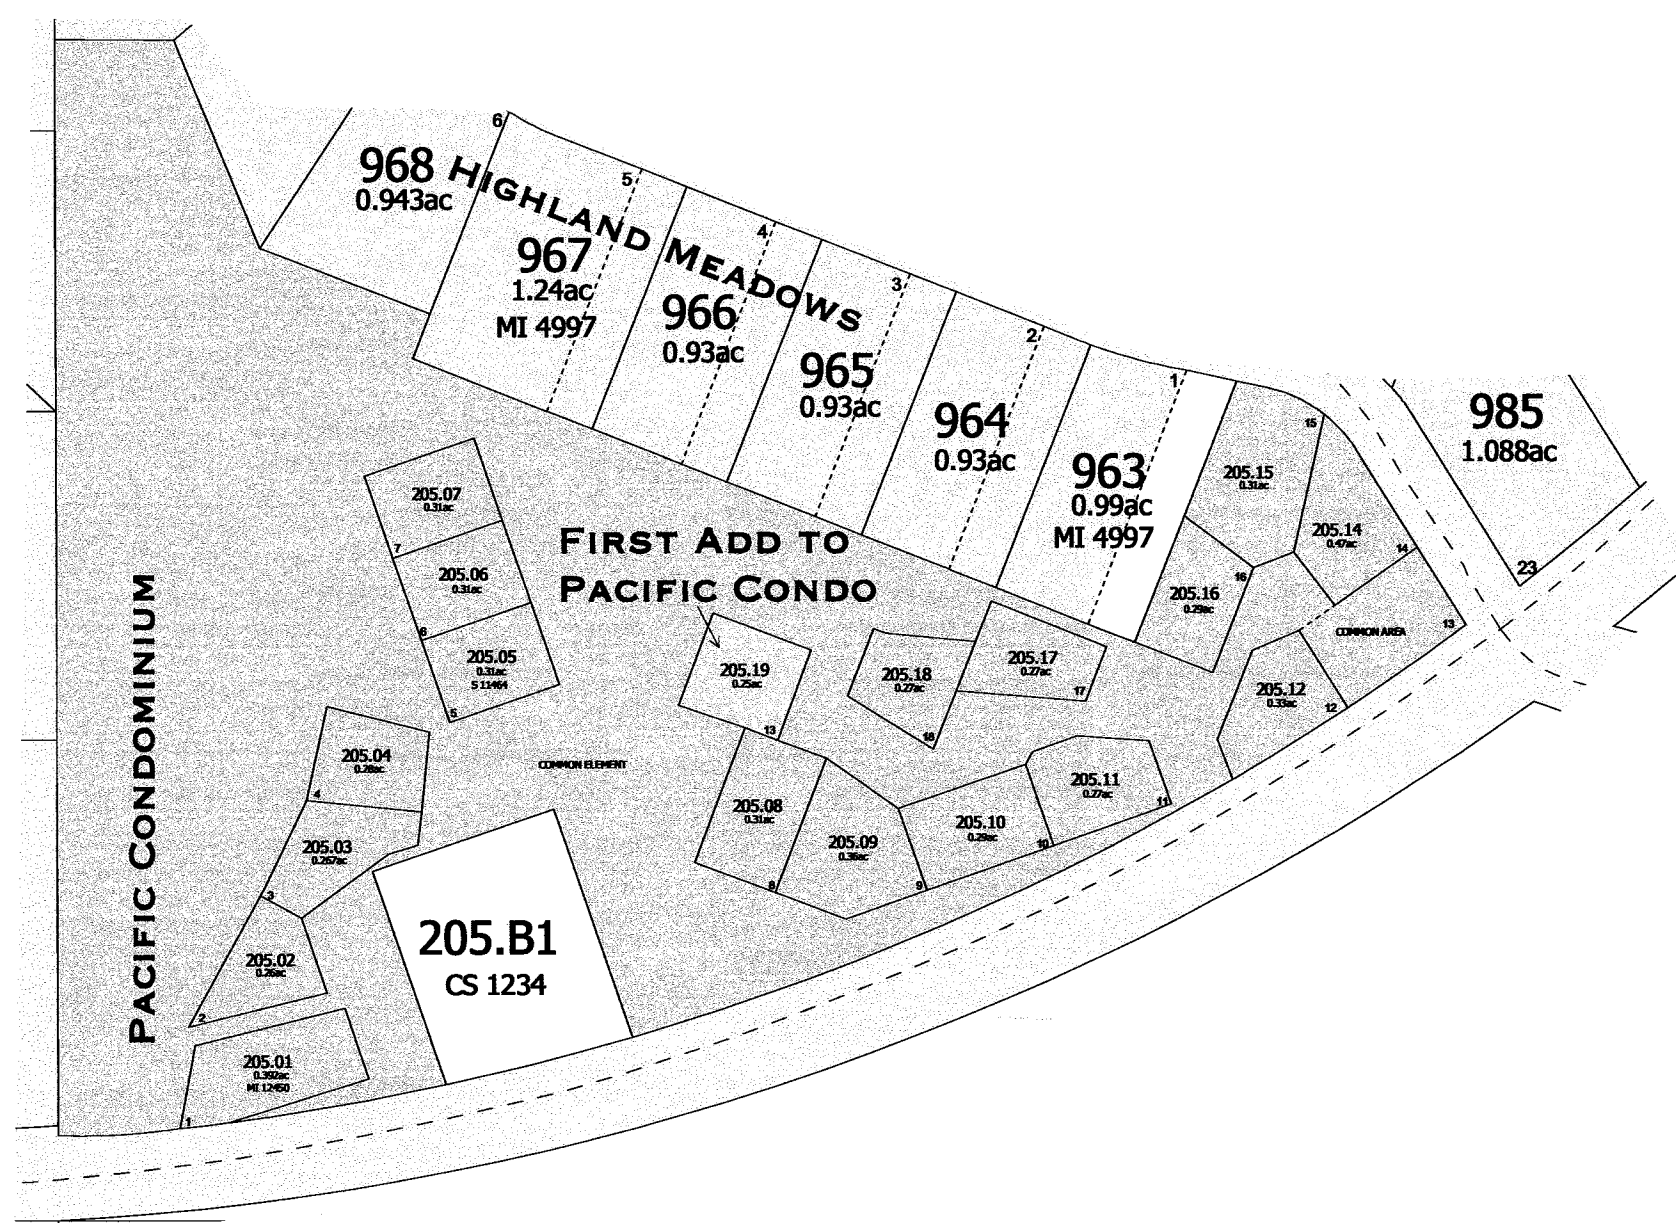 6
968
0.943ac
HIGHLAND MEADOWS
5
967
1.24ac
MI 4997
4
966
0.93ac
3
965
0.93ac
2
964
0.93ac
1
963
0.99ac
MI 4997
985
1.088ac
23
15
205.15
0.31ac
205.14
0.47ac
14
16
205.16
0.29ac
COMMON AREA
13
205.07
0.31ac
7
205.06
0.31ac
6
205.05
0.31ac
S 11464
5
FIRST ADD TO
PACIFIC CONDO
205.19
0.25ac
13
205.18
0.27ac
18
205.17
0.27ac
17
205.12
0.33ac
12
PACIFIC CONDOMINIUM
205.04
0.28ac
4
COMMON ELEMENT
205.03
0.267ac
3
205.08
0.31ac
8
205.09
0.36ac
9
205.10
0.29ac
10
205.11
0.27ac
11
205.B1
CS 1234
205.02
0.26ac
2
205.01
0.392ac
MI 12450
1